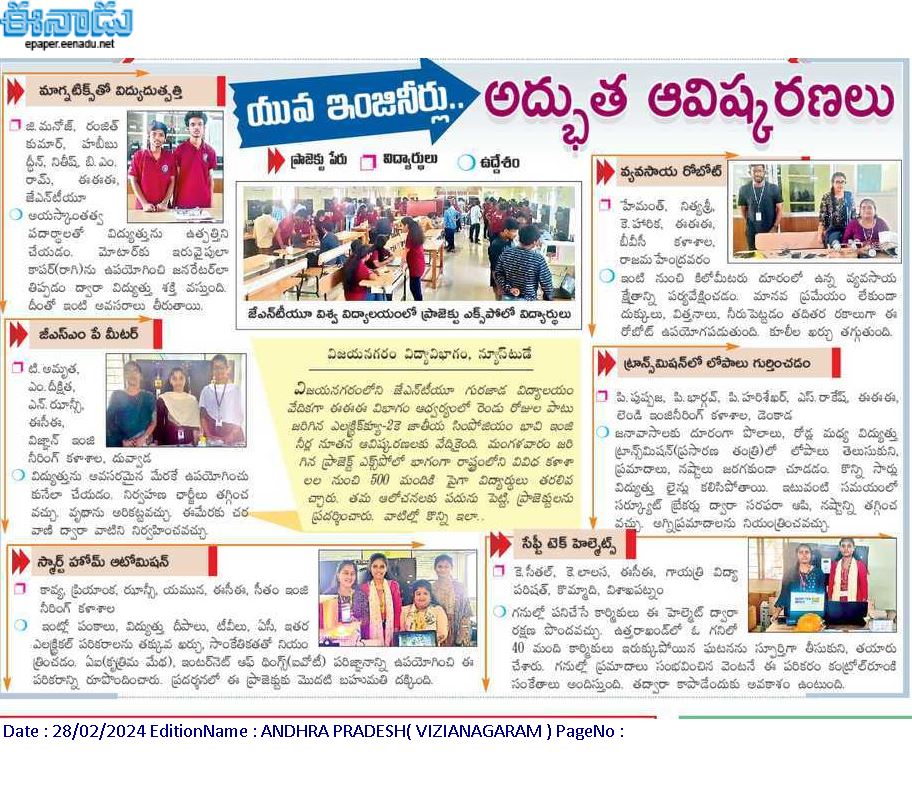 ఈనాడు
epaper.eenadu.net
యువ ఇంజినీర్లు.. అద్భుత ఆవిష్కరణలు
ప్రాజెక్టు పేరు విద్యార్థులు ఉద్దేశం
మాగ్నటిక్స్‌తో విద్యుదుత్పత్తి
జి.మనోజ్, రంజిత్
కుమార్, హబీబు
ద్దీన్, నితీష్, బి.ఎం.
రామ్, ఈఈఈ,
జేఎన్‌టీయూ
అయస్కాంతత్వ
పదార్థాలతో విద్యుత్తును ఉత్పత్తిని
చేయడం. మోటార్‌కు ఇరువైపులా
కాపర్(రాగి)ను ఉపయోగించి జనరేటర్‌లా
తిప్పడం ద్వారా విద్యుత్తు శక్తి వస్తుంది.
దీంతో ఇంటి అవసరాలు తీరుతాయి.
జీఎస్ఎం పే మీటర్
టి.అమృత,
ఎం.దీక్షిత,
ఎన్.ఝాన్సీ,
ఈసీఈ,
విజ్ఞాన్ ఇంజి
నీరింగ్ కళాశాల, దువ్వాడ
విద్యుత్తును అవసరమైన మేరకే ఉపయోగించు
కునేలా చేయడం. నిర్వహణ ఛార్జీలు తగ్గించ
వచ్చు. వృథాను అరికట్టవచ్చు. ఈమేరకు చర
వాణి ద్వారా వాటిని నిర్వహించవచ్చు.
జేఎన్‌టీయూ విశ్వ విద్యాలయంలో ప్రాజెక్టు ఎక్స్‌పోలో విద్యార్థులు
విజయనగరం విద్యావిభాగం, న్యూస్‌టుడే
విజయనగరంలోని జేఎన్‌టీయూ గురజాడ విద్యాలయం
వేదికగా ఈఈఈ విభాగం ఆధ్వర్యంలో రెండు రోజుల పాటు
జరిగిన ఎలక్ట్రిక్‌క్యూ-2కె జాతీయ సింపోజియం భావి ఇంజి
నీర్ల నూతన ఆవిష్కరణలకు వేదికైంది. మంగళవారం జరి
గిన ప్రాజెక్ట్ ఎక్స్‌పోలో భాగంగా రాష్ట్రంలోని వివిధ కళాశా
లల నుంచి 500 మందికి పైగా విద్యార్థులు తరలివ
చ్చారు. తమ ఆలోచనలకు పదును పెట్టి, ప్రాజెక్టులను
ప్రదర్శించారు. వాటిల్లో కొన్ని ఇలా..
వ్యవసాయ రోబోట్
హేమంత్, నిత్యశ్రీ,
కె.హారిక, ఈఈఈ,
బీవీసీ కళాశాల,
రాజమహేంద్రవరం
ఇంటి నుంచి కిలోమీటరు దూరంలో ఉన్న వ్యవసాయ
క్షేత్రాన్ని పర్యవేక్షించడం. మానవ ప్రమేయం లేకుండా
దుక్కులు, విత్తనాలు, నీరుపెట్టడం తదితర రకాలుగా ఈ
రోబోట్ ఉపయోగపడుతుంది. కూలీల ఖర్చు తగ్గుతుంది.
ట్రాన్స్‌మిషన్‌లో లోపాలు గుర్తించడం
పి.పుష్పజ, పి.భార్గవ్, పి.హరిశేఖర్, ఎస్.రాకేష్, ఈఈఈ,
లెండి ఇంజినీరింగ్ కళాశాల, డెంకాడ
జనావాసాలకు దూరంగా పొలాలు, రోడ్ల మధ్య విద్యుత్తు
ట్రాన్స్‌మిషన్(ప్రసారణ తంత్రి)లో లోపాలు తెలుసుకుని,
ప్రమాదాలు, నష్టాలు జరగకుండా చూడడం. కొన్ని సార్లు
విద్యుత్ లైన్లు కలిసిపోతాయి. ఇటువంటి సమయంలో
సర్క్యూట్ బ్రేకర్లు ద్వారా సరఫరా ఆపి, నష్టాన్ని తగ్గించ
వచ్చు. అగ్నిప్రమాదాలను నియంత్రించవచ్చు.
స్మార్ట్ హోమ్ ఆటోమిషన్
కావ్య, ప్రియాంక, ఝాన్సీ, యమున, ఈసీఈ, సీతం ఇంజి
నీరింగ్ కళాశాల
ఇంట్లో పంకాలు, విద్యుత్తు దీపాలు, టీవీలు, ఏసీ, ఇతర
ఎలక్ట్రికల్ పరికరాలను తక్కువ ఖర్చు, సాంకేతికతతో నియం
త్రించడం. ఏఐ(కృత్రిమ మేధ), ఇంటర్నెట్ ఆఫ్ థింగ్స్(ఐవోటీ) పరిజ్ఞానాన్ని ఉపయోగించి ఈ
పరికరాన్ని రూపొందించారు. ప్రదర్శనలో ఈ ప్రాజెక్టుకు మొదటి బహుమతి దక్కింది.
సేఫ్టీ టెక్ హెల్మెట్స్
కె.సీతల్, కె.లాలస, ఈసీఈ, గాయత్రి విద్యా
పరిషత్, కొమ్మాది, విశాఖపట్నం
గనుల్లో పనిచేసే కార్మికులు ఈ హెల్మెట్ ద్వారా
రక్షణ పొందవచ్చు. ఉత్తరాఖండ్‌లో ఓ గనిలో
40 మంది కార్మికులు ఇరుక్కుపోయిన ఘటనను స్ఫూర్తిగా తీసుకుని, తయారు
చేశారు. గనుల్లో ప్రమాదాలు సంభవించిన వెంటనే ఈ పరికరం కంట్రోల్‌రూంకి
సంకేతాలు అందిస్తుంది. తద్వారా కాపాడేందుకు అవకాశం ఉంటుంది.
Date : 28/02/2024 EditionName : ANDHRA PRADESH( VIZIANAGARAM ) PageNo :